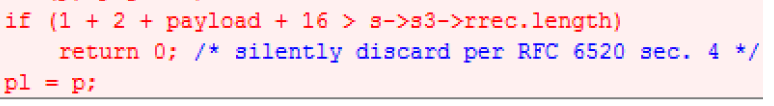 if (1 + 2 + payload + 16 > s->s3->rrec.length)
    return 0; /* silently discard per RFC 6520 sec. 4 */
pl = p;